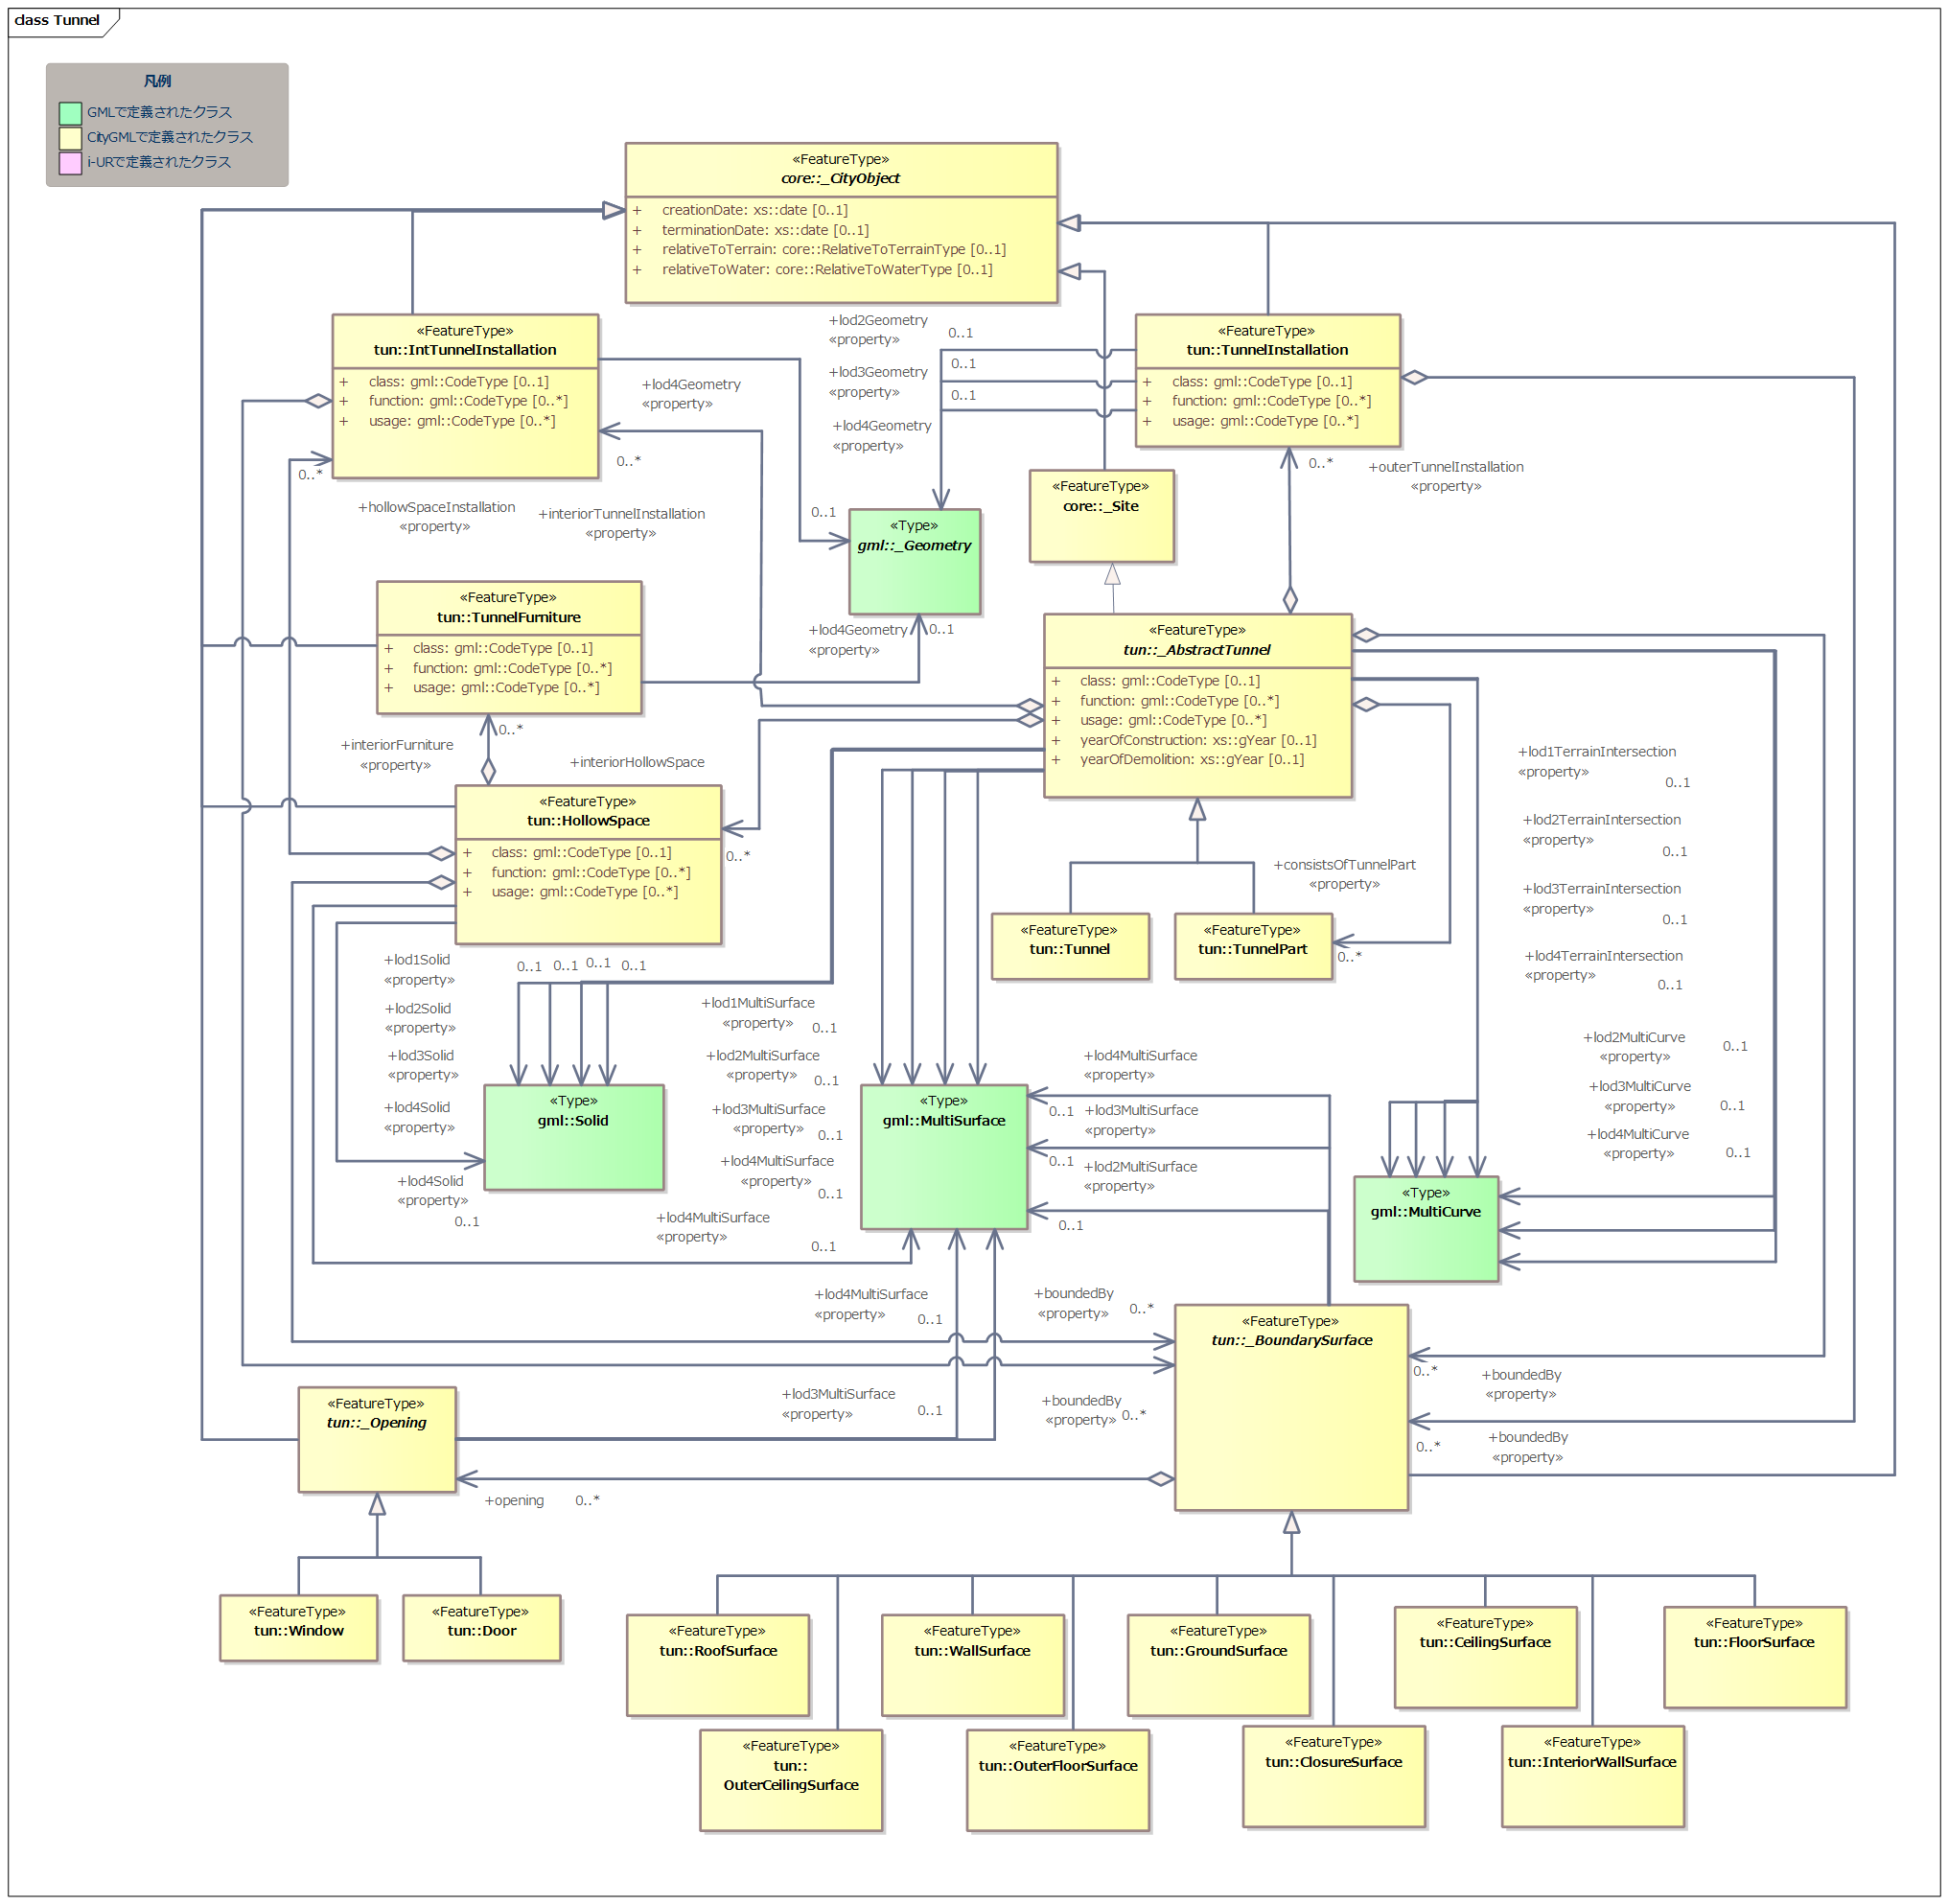 class Tunnel
凡例
GMLで定義されたクラス
CityGMLで定義されたクラス
i-URで定義されたクラス
«FeatureType»
core::_CityObject
+ creationDate: xs::date [0..1]
+ terminationDate: xs::date [0..1]
+ relativeToTerrain: core::RelativeToTerrainType [0..1]
+ relativeToWater: core::RelativeToWaterType [0..1]
«FeatureType»
tun::IntTunnelInstallation
+ class: gml::CodeType [0..1]
+ function: gml::CodeType [0..*]
+ usage: gml::CodeType [0..*]
+lod4Geometry
«property»
0..*
0..*
+hollowSpaceInstallation
«property»
+interiorTunnelInstallation
«property»
+lod2Geometry
«property»
0..1
+lod3Geometry
«property»
0..1
0..1
+lod4Geometry
«property»
«FeatureType»
tun::TunnelInstallation
+ class: gml::CodeType [0..1]
+ function: gml::CodeType [0..*]
+ usage: gml::CodeType [0..*]
0..*
+outerTunnelInstallation
«property»
«FeatureType»
core::_Site
0..1
«Type»
gml::_Geometry
+lod4Geometry
«property»
0..1
«FeatureType»
tun::TunnelFurniture
+ class: gml::CodeType [0..1]
+ function: gml::CodeType [0..*]
+ usage: gml::CodeType [0..*]
0..*
+interiorFurniture
«property»
+interiorHollowSpace
0..*
«FeatureType»
tun::_AbstractTunnel
+ class: gml::CodeType [0..1]
+ function: gml::CodeType [0..*]
+ usage: gml::CodeType [0..*]
+ yearOfConstruction: xs::gYear [0..1]
+ yearOfDemolition: xs::gYear [0..1]
«FeatureType»
tun::HollowSpace
+ class: gml::CodeType [0..1]
+ function: gml::CodeType [0..*]
+ usage: gml::CodeType [0..*]
+consistsOfTunnelPart
«property»
0..*
«FeatureType»
tun::Tunnel
«FeatureType»
tun::TunnelPart
+lod1TerrainIntersection
«property»
0..1
+lod2TerrainIntersection
«property»
0..1
+lod3TerrainIntersection
«property»
0..1
+lod4TerrainIntersection
«property»
0..1
+lod2MultiCurve
«property»
0..1
+lod3MultiCurve
«property»
0..1
+lod4MultiCurve
«property»
0..1
+lod1Solid
«property»
0..1
0..1
0..1
0..1
+lod2Solid
«property»
+lod3Solid
«property»
+lod4Solid
«property»
+lod4Solid
«property»
0..1
«Type»
gml::Solid
+lod1MultiSurface
«property»
0..1
+lod2MultiSurface
«property»
0..1
+lod3MultiSurface
«property»
0..1
+lod4MultiSurface
«property»
0..1
+lod4MultiSurface
«property»
0..1
«Type»
gml::MultiSurface
+lod4MultiSurface
«property»
0..1
+lod3MultiSurface
«property»
0..1
+lod2MultiSurface
«property»
0..1
«Type»
gml::MultiCurve
+lod4MultiSurface
«property»
0..1
+boundedBy
«property»
0..*
+lod3MultiSurface
«property»
0..1
+boundedBy
«property»
0..*
«FeatureType»
tun::_BoundarySurface
0..*
+boundedBy
«property»
0..*
+boundedBy
«property»
«FeatureType»
tun::_Opening
+opening
0..*
«FeatureType»
tun::Window
«FeatureType»
tun::Door
«FeatureType»
tun::RoofSurface
«FeatureType»
tun::WallSurface
«FeatureType»
tun::GroundSurface
«FeatureType»
tun::CeilingSurface
«FeatureType»
tun::FloorSurface
«FeatureType»
tun::
OuterCeilingSurface
«FeatureType»
tun::OuterFloorSurface
«FeatureType»
tun::ClosureSurface
«FeatureType»
tun::InteriorWallSurface